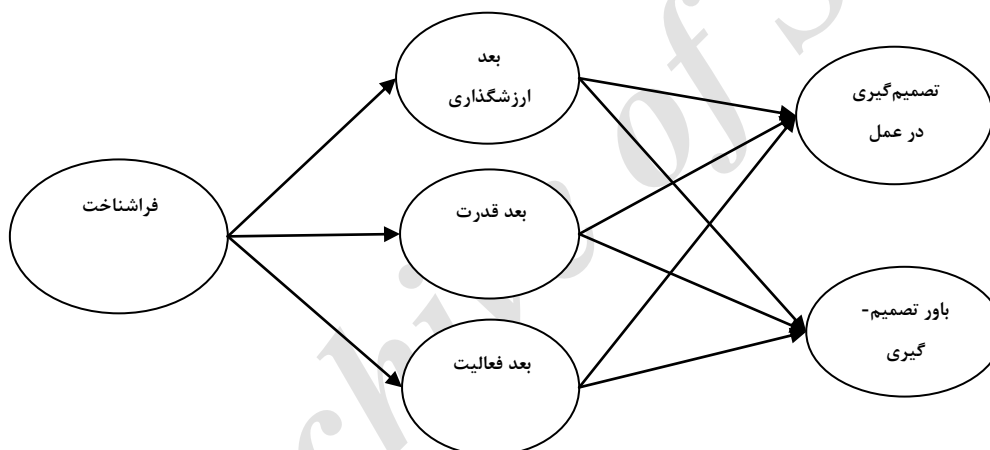 بعد
ارزشگذاری
تصمیم‌گیری
در عمل
فراشناخت
بعد قدرت
باور تصمیم-
گیری
بعد فعالیت